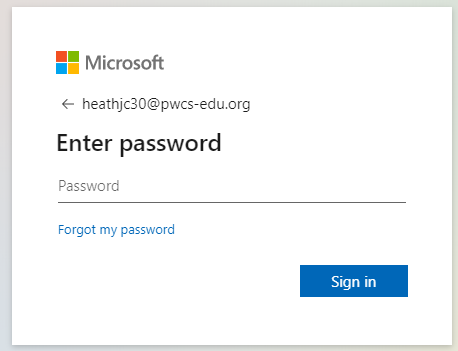 Microsoft
← heathjc30@pwcs-edu.org
Enter password
Password
Forgot my password
Sign in